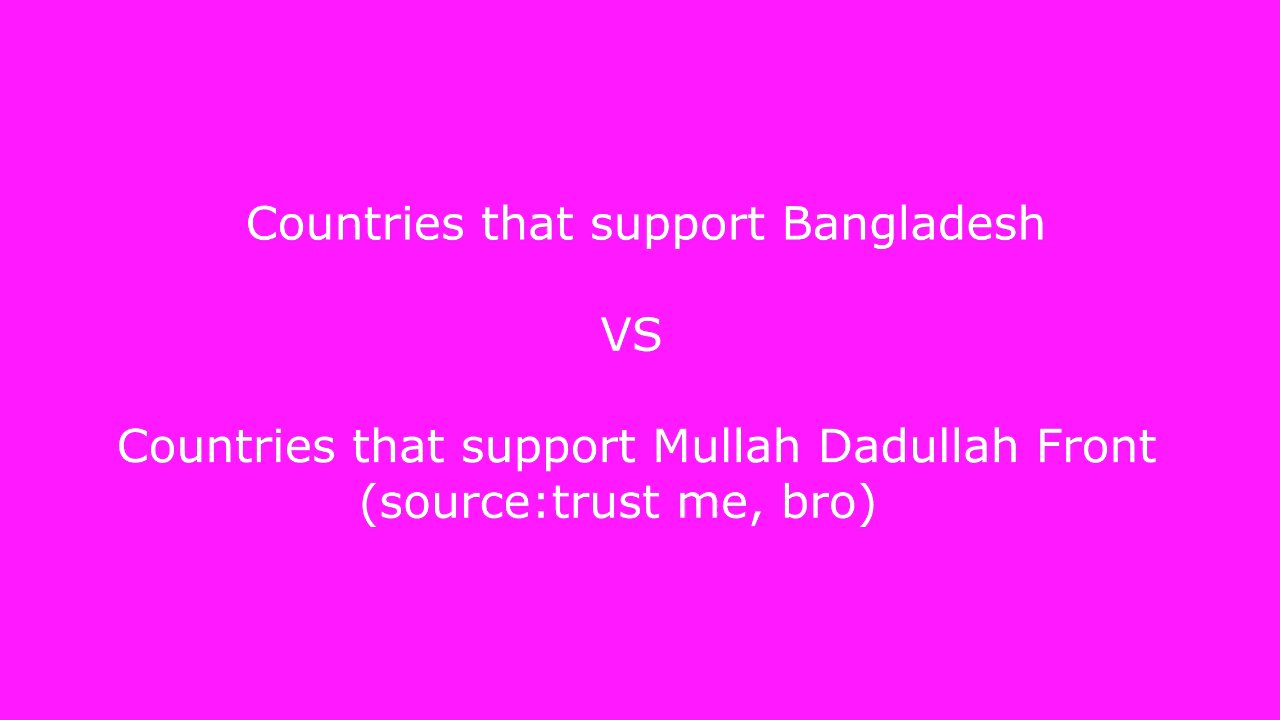 Countries that support Bangladesh
VS
Countries that support Mullah Dadullah Front
(source:trust me, bro)